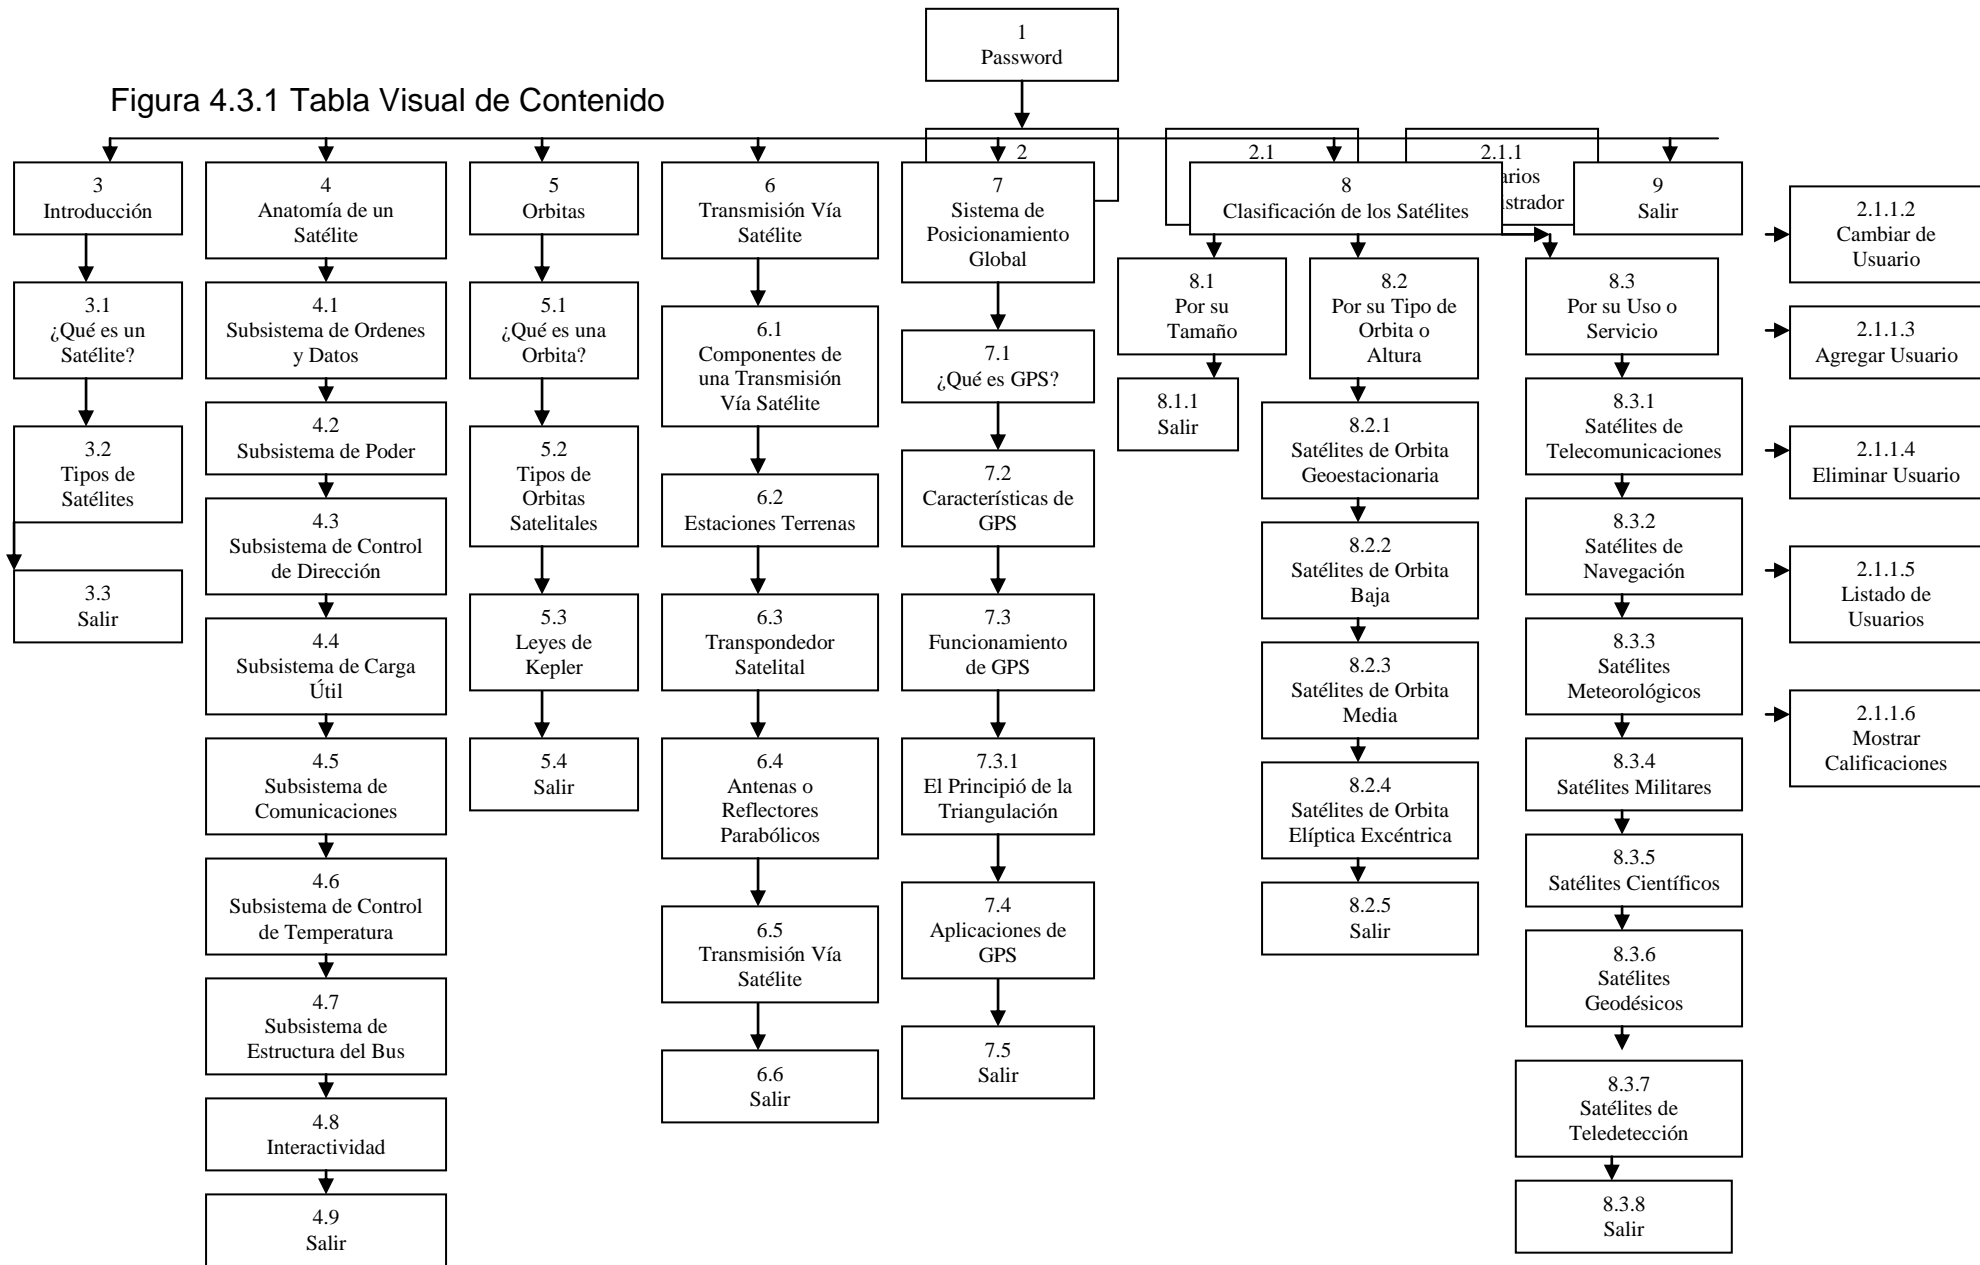 1
Password
Figura 4.3.1 Tabla Visual de Contenido
2
2.1
2.1.1
3
Introducción
3.1
¿Qué es un
Satélite?
3.2
Tipos de
Satélites
3.3
Salir
4
Anatomía de un
Satélite
4.1
Subsistema de Ordenes
y Datos
4.2
Subsistema de Poder
4.3
Subsistema de Control
de Dirección
4.4
Subsistema de Carga
Útil
4.5
Subsistema de
Comunicaciones
4.6
Subsistema de Control
de Temperatura
4.7
Subsistema de
Estructura del Bus
4.8
Interactividad
4.9
Salir
5
Orbitas
5.1
¿Qué es una
Orbita?
5.2
Tipos de
Orbitas
Satelitales
5.3
Leyes de
Kepler
5.4
Salir
6
Transmisión Vía
Satélite
6.1
Componentes de
una Transmisión
Vía Satélite
6.2
Estaciones Terrenas
6.3
Transpondedor
Satelital
6.4
Antenas o
Reflectores
Parabólicos
6.5
Transmisión Vía
Satélite
6.6
Salir
7
Sistema de
Posicionamiento
Global
7.1
¿Qué es GPS?
7.2
Características de
GPS
7.3
Funcionamiento
de GPS
7.3.1
El Principió de la
Triangulación
7.4
Aplicaciones de
GPS
7.5
Salir
8
Clasificación de los Satélites
8.1
Por su
Tamaño
8.1.1
Salir
8.2
Por su Tipo de
Orbita o
Altura
8.2.1
Satélites de Orbita
Geoestacionaria
8.2.2
Satélites de Orbita
Baja
8.2.3
Satélites de Orbita
Media
8.2.4
Satélites de Orbita
Elíptica Excéntrica
8.2.5
Salir
8.3
Por su Uso o
Servicio
8.3.1
Satélites de
Telecomunicaciones
8.3.2
Satélites de
Navegación
8.3.3
Satélites
Meteorológicos
8.3.4
Satélites Militares
8.3.5
Satélites Científicos
8.3.6
Satélites
Geodésicos
8.3.7
Satélites de
Teledetección
8.3.8
Salir
9
Salir
2.1.1.2
Cambiar de
Usuario
2.1.1.3
Agregar Usuario
2.1.1.4
Eliminar Usuario
2.1.1.5
Listado de
Usuarios
2.1.1.6
Mostrar
Calificaciones